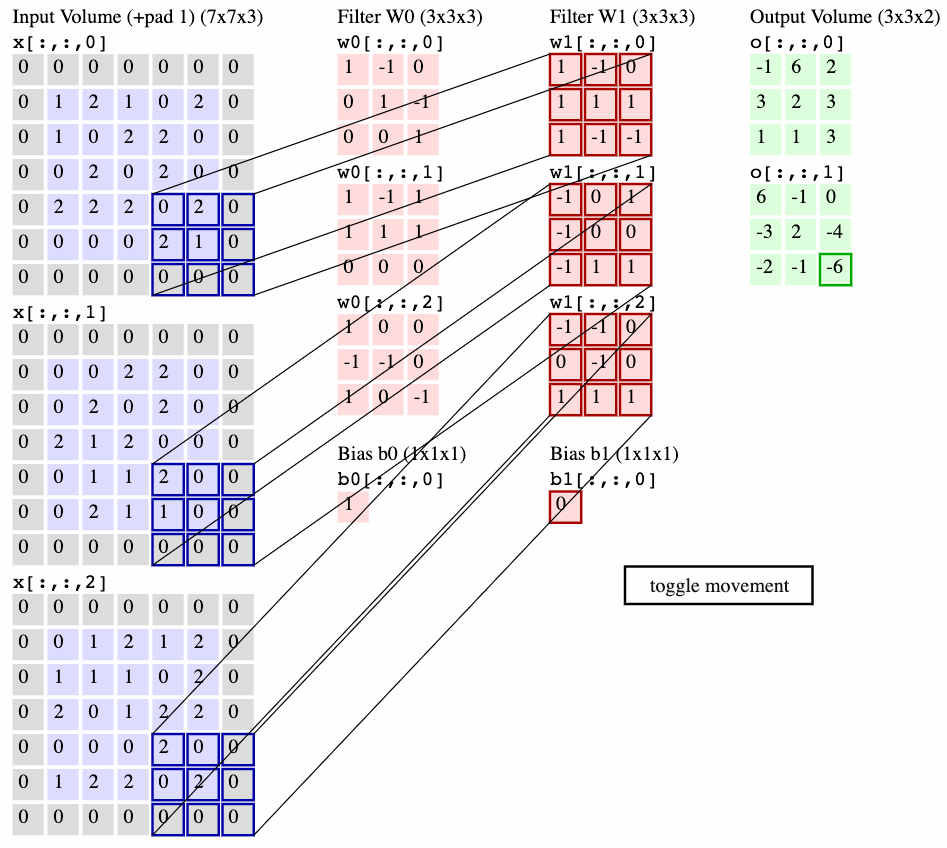 Input Volume (+pad 1) (7x7x3)
x[:,:,0]
0 0 0 0 0 0 0
0 1 2 1 0 2 0
0 1 0 2 2 0 0
0 0 2 0 2 0 0
0 2 2 2 0 2 0
0 0 0 0 2 1 0
0 0 0 0 0 0 0
x[:,:,1]
0 0 0 0 0 0 0
0 0 0 2 2 0 0
0 0 2 0 2 0 0
0 2 1 2 0 0 0
0 0 1 1 2 0 0
0 0 2 1 1 0 0
0 0 0 0 0 0 0
x[:,:,2]
0 0 0 0 0 0 0
0 0 1 2 1 2 0
0 1 1 1 0 2 0
0 2 0 1 2 2 0
0 0 0 0 2 0 0
0 1 2 2 0 2 0
0 0 0 0 0 0 0
Filter W0 (3x3x3)
w0[:,:,0]
1 -1 0
0 1 -1
0 0 1
w0[:,:,1]
1 -1 1
1 1 1
0 0 0
w0[:,:,2]
1 0 0
-1 -1 0
1 0 -1
Bias b0 (1x1x1)
b0[:,:,0]
1
Filter W1 (3x3x3)
w1[:,:,0]
1 -1 0
1 1 1
1 -1 -1
w1[:,:,1]
-1 0 1
-1 0 0
-1 1 1
w1[:,:,2]
-1 -1 0
0 -1 0
1 1 1
Bias b1 (1x1x1)
b1[:,:,0]
0
Output Volume (3x3x2)
o[:,:,0]
-1 6 2
3 2 3
1 1 3
o[:,:,1]
6 -1 0
-3 2 -4
-2 -1 -6
toggle movement